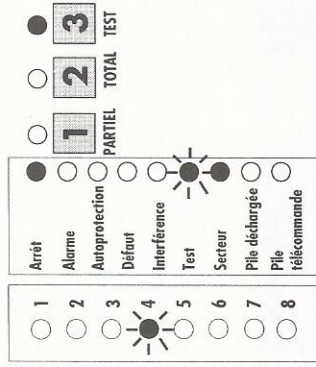 1
2
3
4
5
6
7
8
Arrêt
Alarme
Autoprotection
Défaut
Interférence
Test
Secteur
Pile déchargée
Pile
télécommande
1
PARTIEL
2
TOTAL
3
TEST